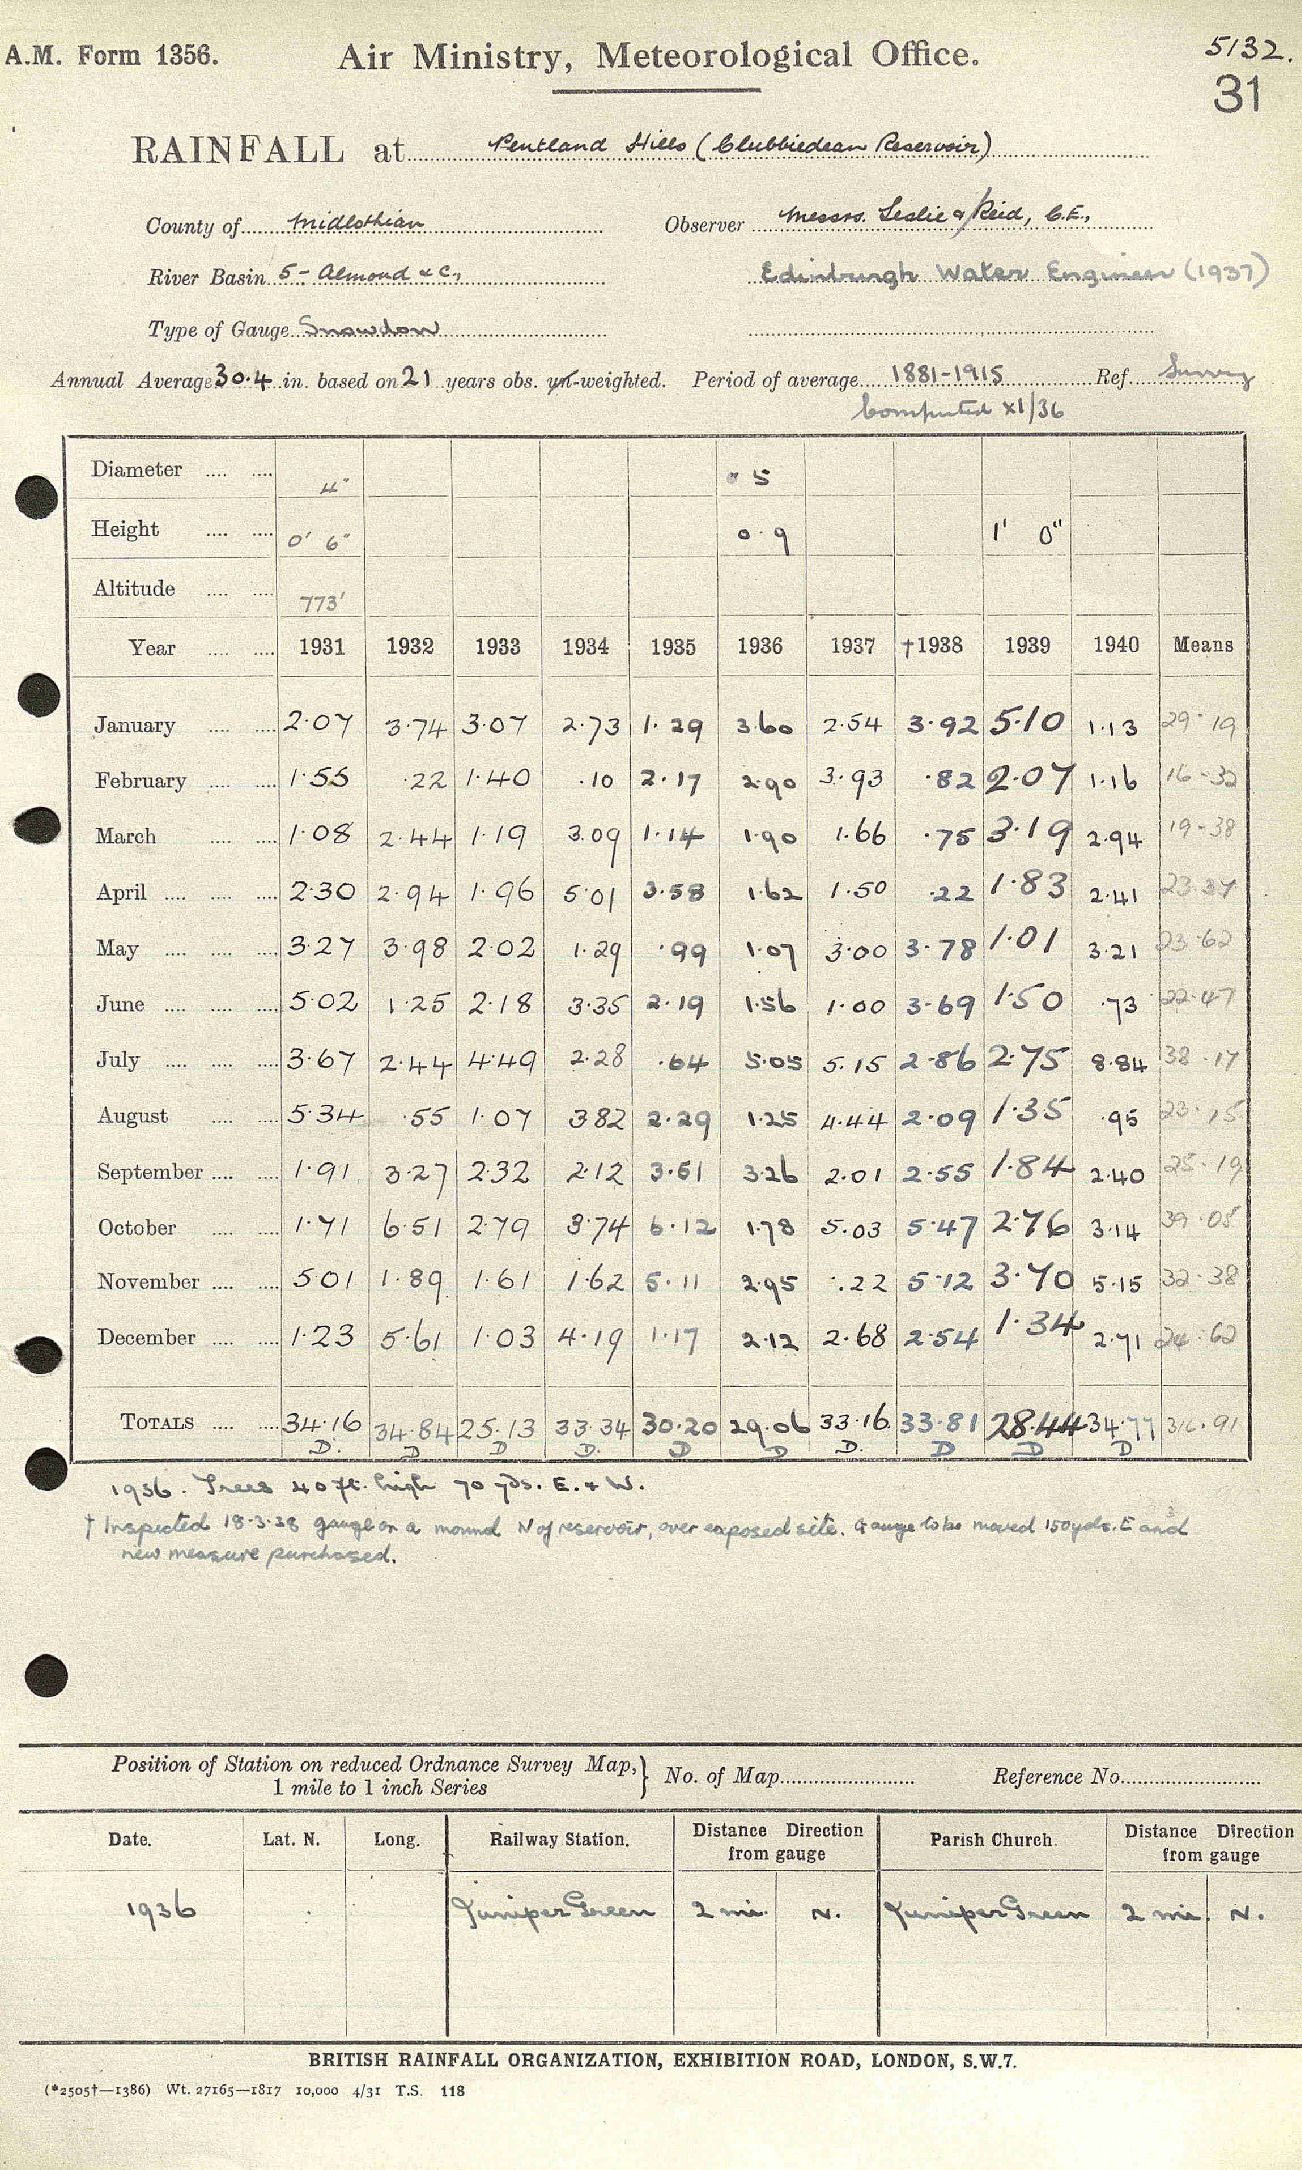 A.M. Form 1356. Air Ministry, Meteorological Office. 5132.
31
RAINFALL at Pentland Hills (Clubbiedean Reservoir)
County of Midlothian Observer Messrs. Leslie & Reid, C.E.,
River Basin 5 - Almond & C, Edinburgh Water Engineer (1937)
Type of Gauge Snowdon
Annual Average 30.4 in. based on 21 years obs. un-weighted. Period of average 1881-1915 Ref. Survey
Computed XI/36
Diameter 4" " 5
Height 0' 6" 0 9 1' 0"
Altitude 773'
Year 1931 1932 1933 1934 1935 1936 1937 †1938 1939 1940 Means
January 2.07 3.74 3.07 2.73 1.29 3.60 2.54 3.92 5.10 1.13 29.19
February 1.55 .22 1.40 .10 2.17 2.90 3.93 .82 2.07 1.16 16.32
March 1.08 2.44 1.19 3.09 1.14 1.90 1.66 .75 3.19 2.94 19.38
April 2.30 2.94 1.96 5.01 3.58 1.62 1.50 .22 1.83 2.41 23.37
May 3.27 3.98 2.02 1.29 .99 1.07 3.00 3.78 1.01 3.21 23.62
June 5.02 1.25 2.18 3.35 2.19 1.56 1.00 3.69 1.50 .73 22.47
July 3.67 2.44 4.49 2.28 .64 5.05 5.15 2.86 2.75 8.84 38.17
August 5.34 .55 1.07 3.82 2.29 1.25 4.44 2.09 1.35 .95 23.15
September 1.91 3.27 2.32 2.12 3.51 3.26 2.01 2.55 1.84 2.40 25.19
October 1.71 6.51 2.79 3.74 6.12 1.78 5.03 5.47 2.76 3.14 39.05
November 5.01 1.89 1.61 1.62 5.11 2.95 .22 5.12 3.70 5.15 32.38
December 1.23 5.61 1.03 4.19 1.17 2.12 2.68 2.54 1.34 2.71 24.62
TOTALS 34.16 34.84 25.13 33.34 30.20 29.06 33.16 33.81 28.44 34.77 316.91
D. D D D. D D D. D D D
1936. Trees 40 ft. high 70 yds. E. & W.
† Inspected 18.3.38 gauge on a mound N of reservoir, over exposed site. Gauge to be moved 150yds. E and
new measure purchased.
Position of Station on reduced Ordnance Survey Map,} No. of Map Reference No.
1 mile to 1 inch Series
Date. Lat. N. Long. Railway Station. Distance Direction Parish Church. Distance Direction
from gauge from gauge
1936 Juniper Green 2 mi. N. Juniper Green 2 mi. N.
BRITISH RAINFALL ORGANIZATION, EXHIBITION ROAD, LONDON, S.W.7.
(*2505†—1386) Wt. 27165—1817 10,000 4/31 T.S. 118